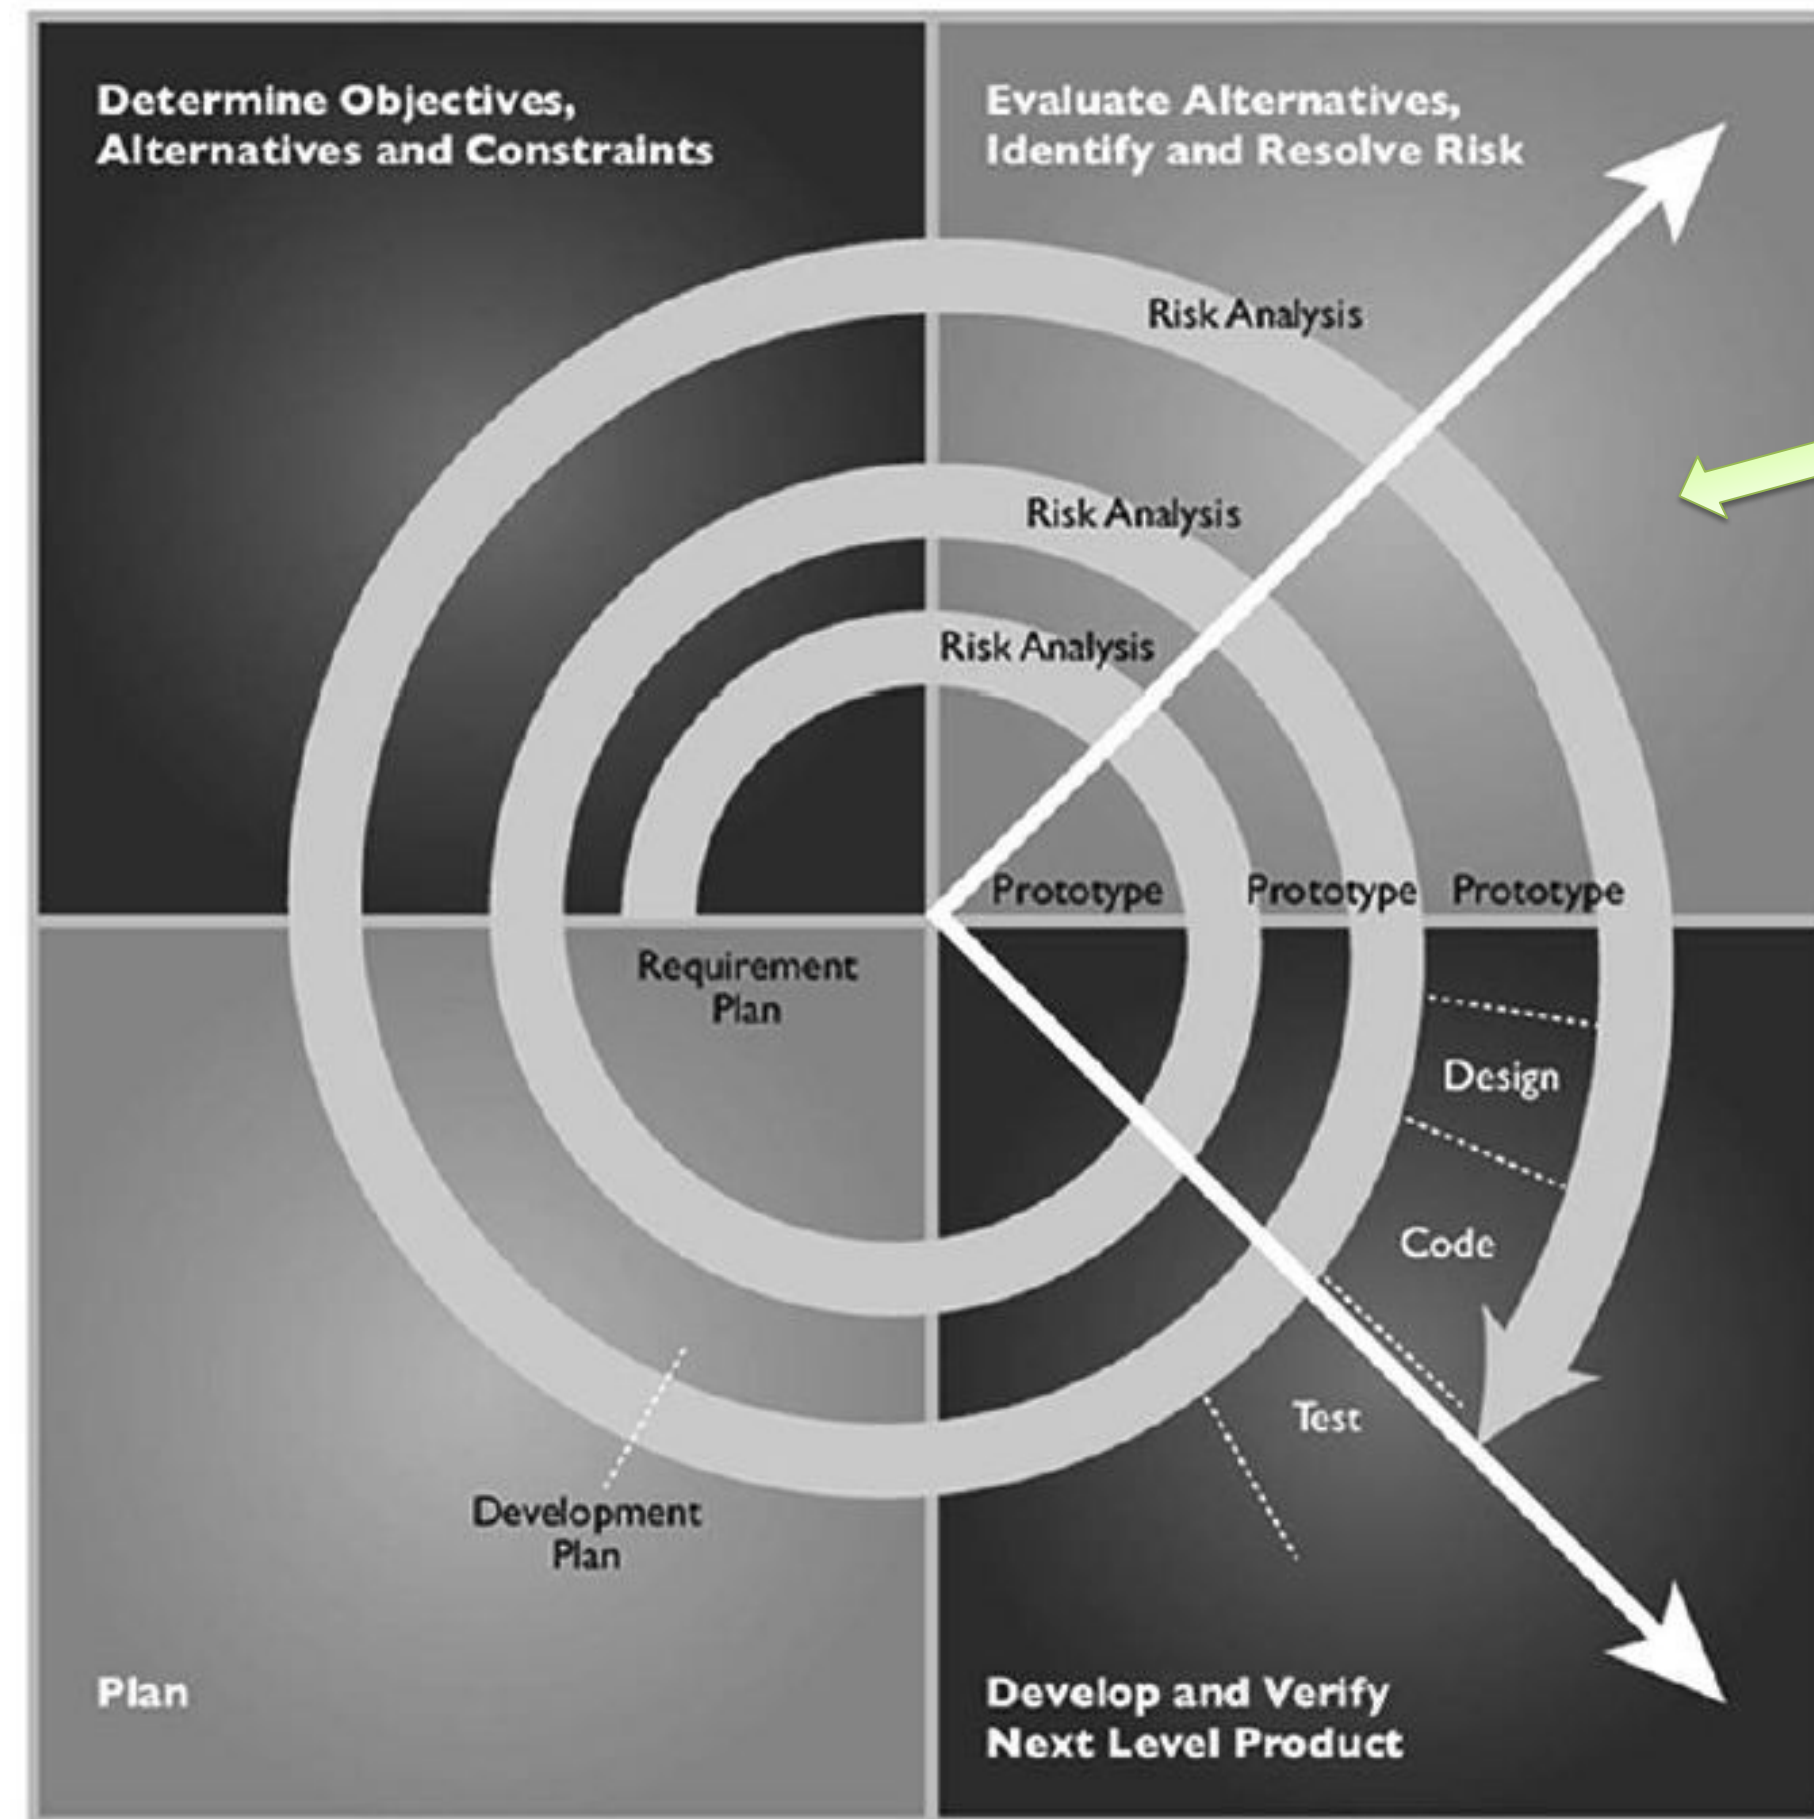 Determine Objectives,
Alternatives and Constraints
Evaluate Alternatives,
Identify and Resolve Risk
Risk Analysis
Risk Analysis
Risk Analysis
Prototype
Prototype
Prototype
Requirement
Plan
Design
Code
Test
Development
Plan
Plan
Develop and Verify
Next Level Product